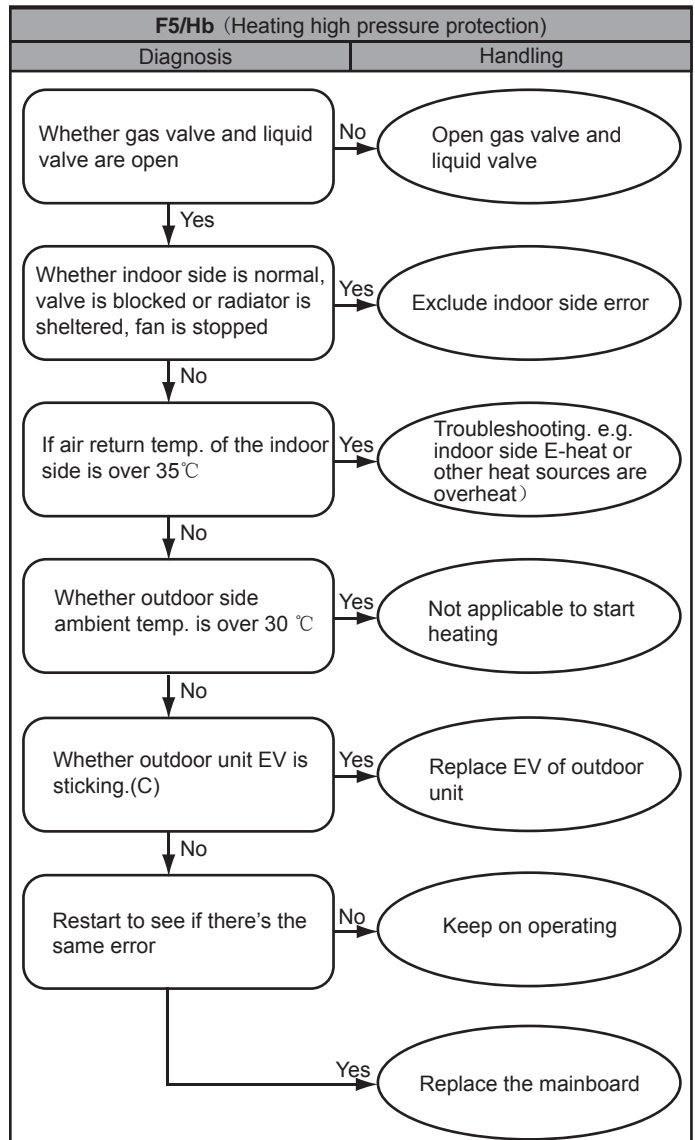 F5/Hb（Heating high pressure protection)
Diagnosis
Handling
Whether gas valve and liquid
valve are open
No
Open gas valve and
liquid valve
Yes
Whether indoor side is normal,
valve is blocked or radiator is
sheltered, fan is stopped
Yes
Exclude indoor side error
No
If air return temp. of the indoor
side is over 35℃
Yes
Troubleshooting. e.g.
indoor side E-heat or
other heat sources are
overheat）
No
Whether outdoor side
ambient temp. is over 30 ℃
Yes
Not applicable to start
heating
No
Whether outdoor unit EV is
sticking.(C)
Yes
Replace EV of outdoor
unit
No
Restart to see if there's the
same error
No
Keep on operating
Yes
Replace the mainboard